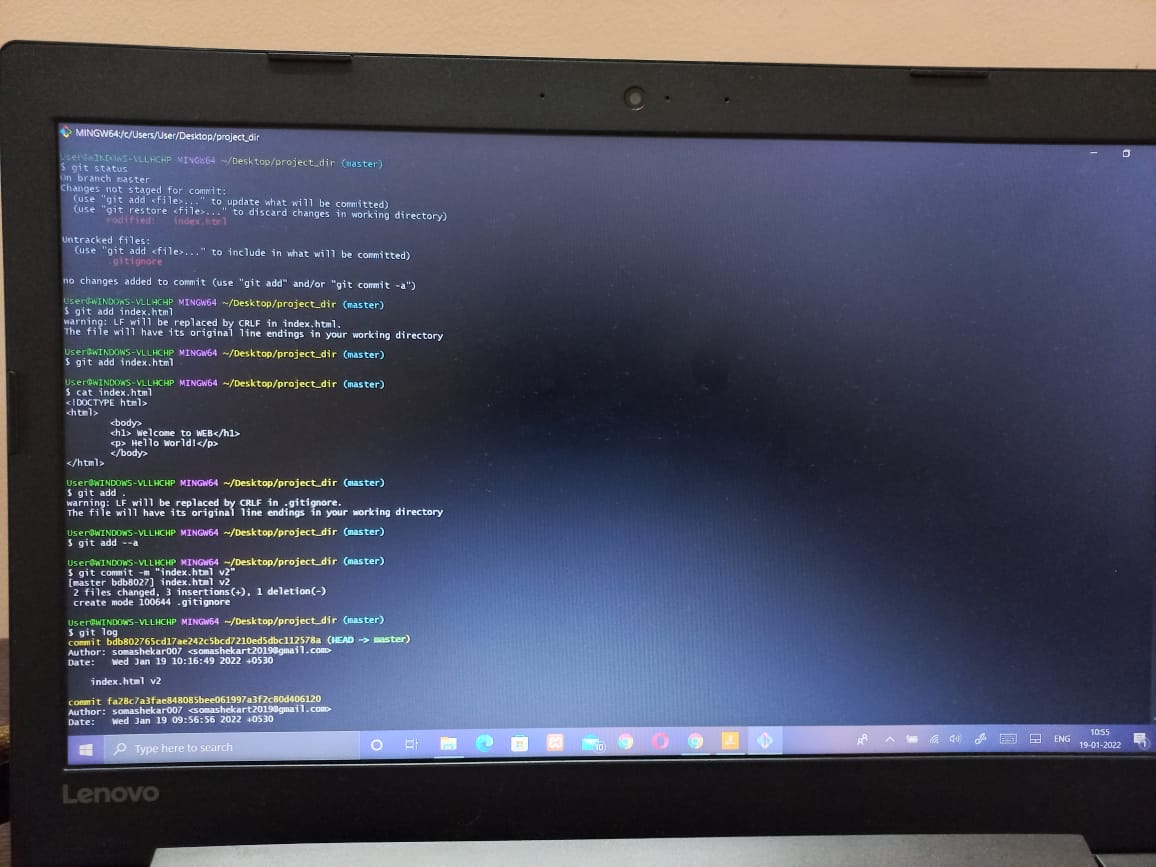 MINGW64:/c/Users/User/Desktop/project_dir
User@WINDOWS-VLLHCHP MINGW64 ~/Desktop/project_dir (master)
$ git status
On branch master
Changes not staged for commit:
(use "git add <file>..." to update what will be committed)
(use "git restore <file>..." to discard changes in working directory)
modified: index.html
Untracked files:
(use "git add <file>..." to include in what will be committed)
.gitignore
no changes added to commit (use "git add" and/or "git commit -a")
User@WINDOWS-VLLHCHP MINGW64 ~/Desktop/project_dir (master)
$ git add index.html
warning: LF will be replaced by CRLF in index.html.
The file will have its original line endings in your working directory
User@WINDOWS-VLLHCHP MINGW64 ~/Desktop/project_dir (master)
$ git add index.html
User@WINDOWS-VLLHCHP MINGW64 ~/Desktop/project_dir (master)
$ cat index.html
<!DOCTYPE html>
<html>
<body>
<h1> Welcome to WEB</h1>
<p> Hello World!</p>
</body>
</html>
User@WINDOWS-VLLHCHP MINGW64 ~/Desktop/project_dir (master)
$ git add .
warning: LF will be replaced by CRLF in .gitignore.
The file will have its original line endings in your working directory
User@WINDOWS-VLLHCHP MINGW64 ~/Desktop/project_dir (master)
$ git add --a
User@WINDOWS-VLLHCHP MINGW64 ~/Desktop/project_dir (master)
$ git commit -m "index.html v2"
[master bdb8027] index.html v2
2 files changed, 3 insertions(+), 1 deletion(-)
create mode 100644 .gitignore
User@WINDOWS-VLLHCHP MINGW64 ~/Desktop/project_dir (master)
$ git log
commit bdb802765cd17ae242c5bcd7210ed5dbc112578a (HEAD -> master)
Author: somashekar007 <somashekart2019@gmail.com>
Date: Wed Jan 19 10:16:49 2022 +0530
index.html v2
commit fa28c7a3fae848085bee061997a3f2c80d406120
Author: somashekar007 <somashekart2019@gmail.com>
Date: Wed Jan 19 09:56:56 2022 +0530
Type here to search
10
ENG
10:55
19-01-2022
1
Lenovo